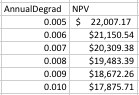 AnnualDegrad NPV
0.005 $ 22,007.17
0.006 $21,150.54
0.007 $20,309.38
0.008 $19,483.39
0.009 $18,672.26
0.010 $17,875.71